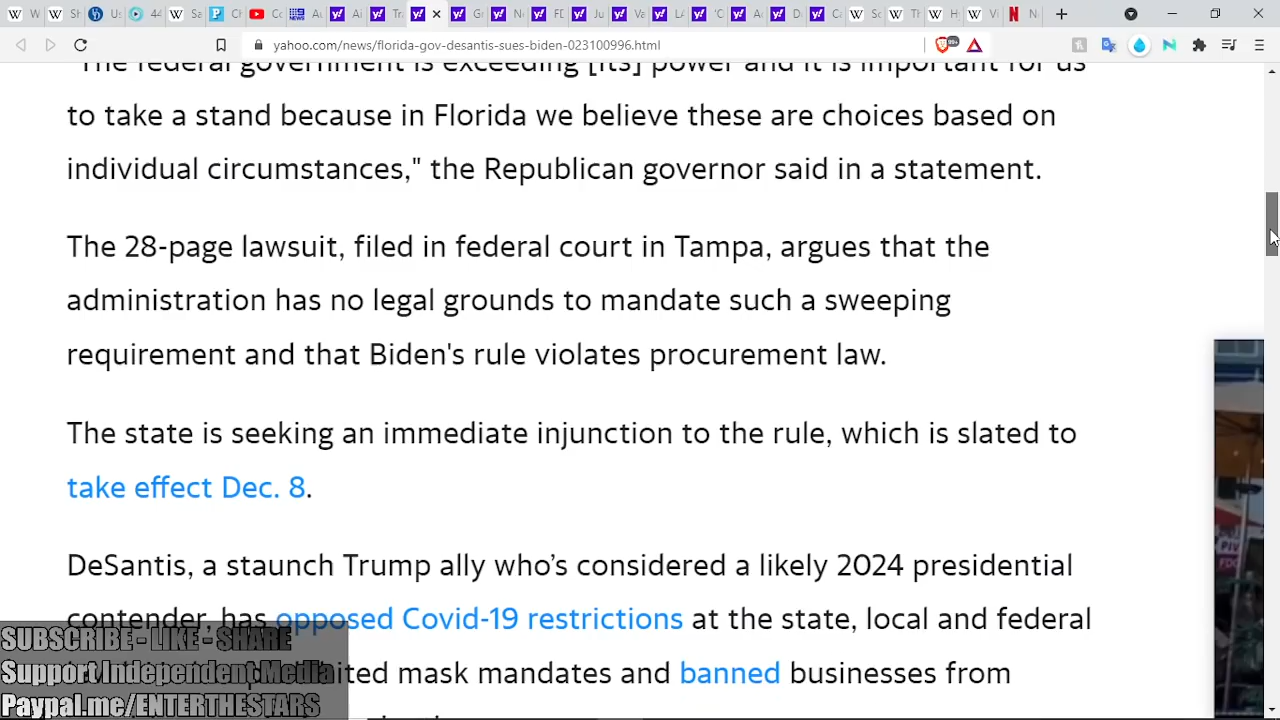 yahoo.com/news/florida-gov-desantis-sues-biden-023100996.html
"The federal government is exceeding [its] power and it is important for us
to take a stand because in Florida we believe these are choices based on
individual circumstances," the Republican governor said in a statement.
The 28-page lawsuit, filed in federal court in Tampa, argues that the
administration has no legal grounds to mandate such a sweeping
requirement and that Biden's rule violates procurement law.
The state is seeking an immediate injunction to the rule, which is slated to
take effect Dec. 8.
DeSantis, a staunch Trump ally who's considered a likely 2024 presidential
contender, has opposed Covid-19 restrictions at the state, local and federal
mask mandates and banned businesses from
SUBSCRIBE - LIKE - SHARE
Support Independent Media
Paypal.me/ENTERTHESTARS